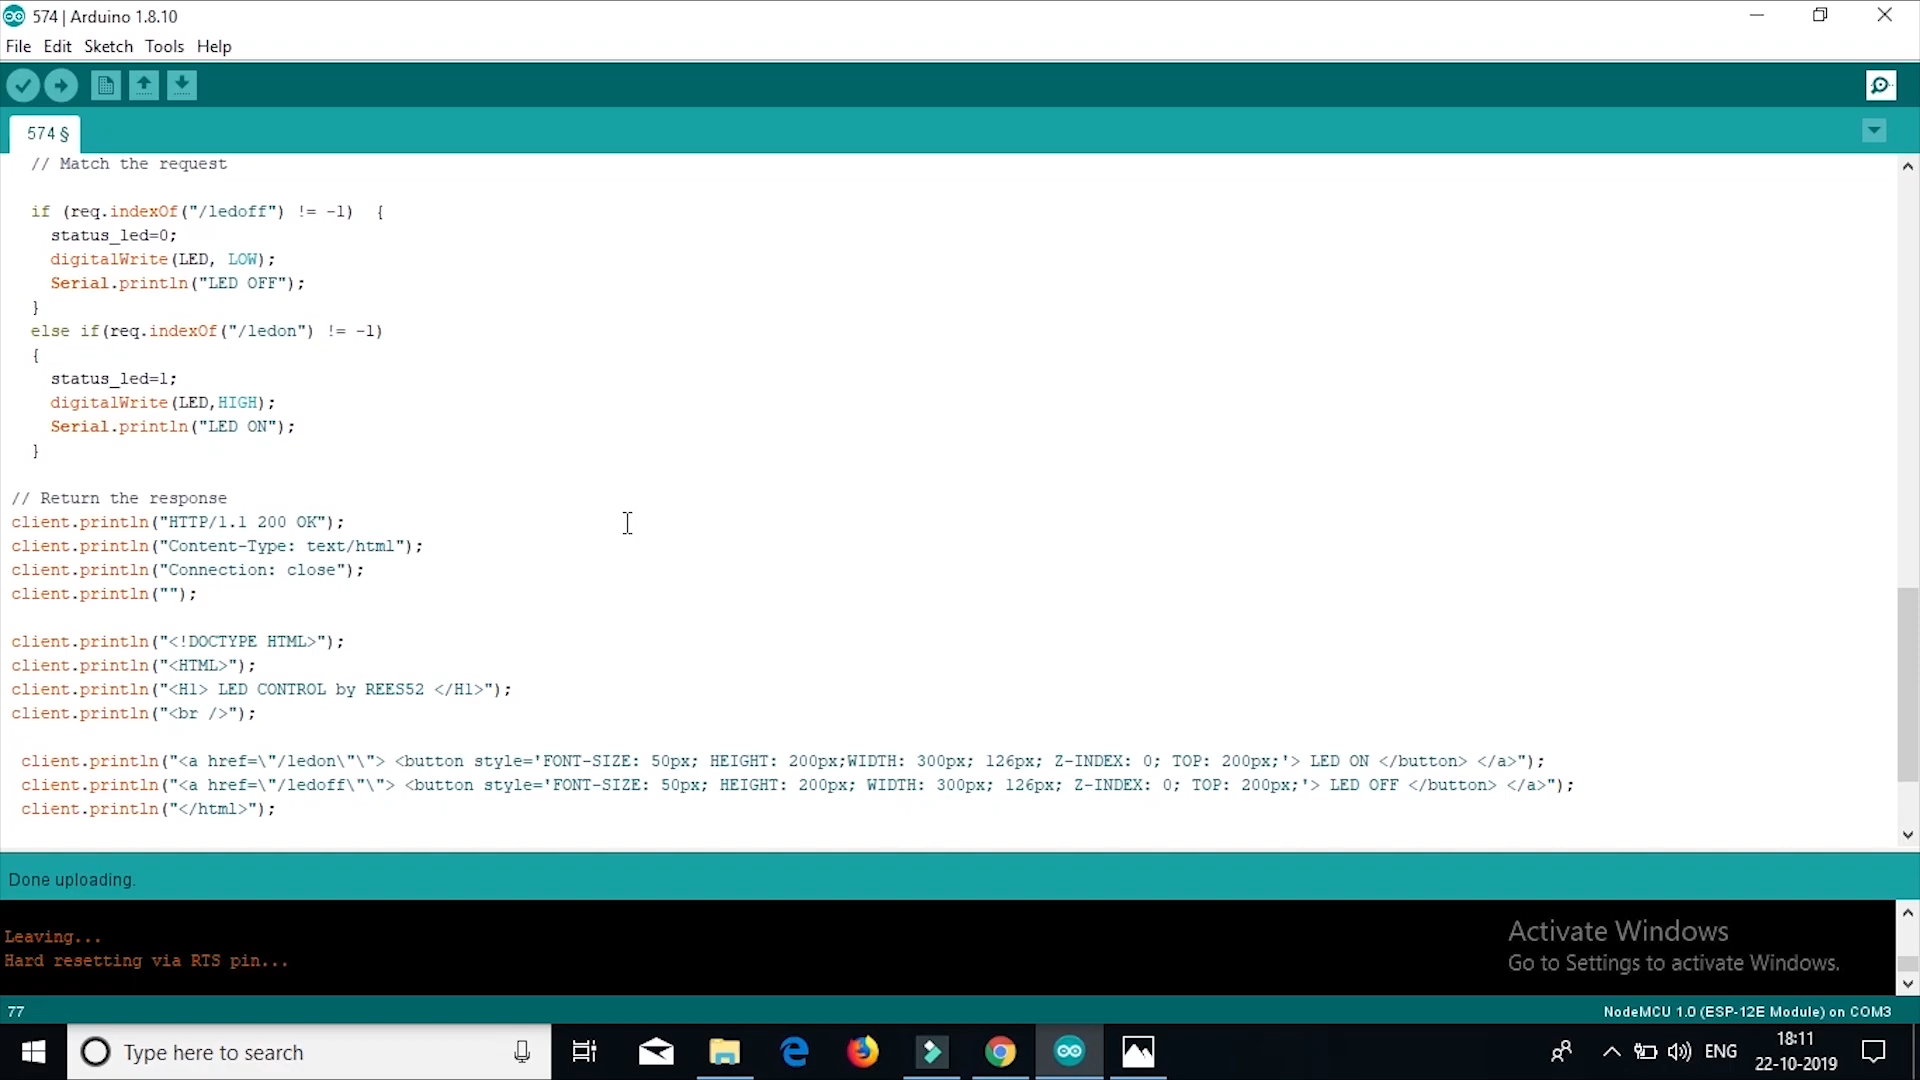 574 | Arduino 1.8.10
File Edit Sketch Tools Help
574 §
// Match the request
if (req.indexOf("/ledoff") != -1)  {
status_led=0;
digitalWrite(LED, LOW);
Serial.println("LED OFF");
}
else if(req.indexOf("/ledon") != -1)
{
status_led=1;
digitalWrite(LED,HIGH);
Serial.println("LED ON");
}
// Return the response
client.println("HTTP/1.1 200 OK");
client.println("Content-Type: text/html");
client.println("Connection: close");
client.println("");
client.println("<!DOCTYPE HTML>");
client.println("<HTML>");
client.println("<H1> LED CONTROL by REES52 </H1>");
client.println("<br />");
client.println("<a href=\"/ledon\"\"> <button style='FONT-SIZE: 50px; HEIGHT: 200px;WIDTH: 300px; 126px; Z-INDEX: 0; TOP: 200px;'> LED ON </button> </a>");
client.println("<a href=\"/ledoff\"\"> <button style='FONT-SIZE: 50px; HEIGHT: 200px; WIDTH: 300px; 126px; Z-INDEX: 0; TOP: 200px;'> LED OFF </button> </a>");
client.println("</html>");
Done uploading.
Leaving...
Hard resetting via RTS pin...
Activate Windows
Go to Settings to activate Windows.
77
NodeMCU 1.0 (ESP-12E Module) on COM3
Type here to search
ENG
18:11
22-10-2019